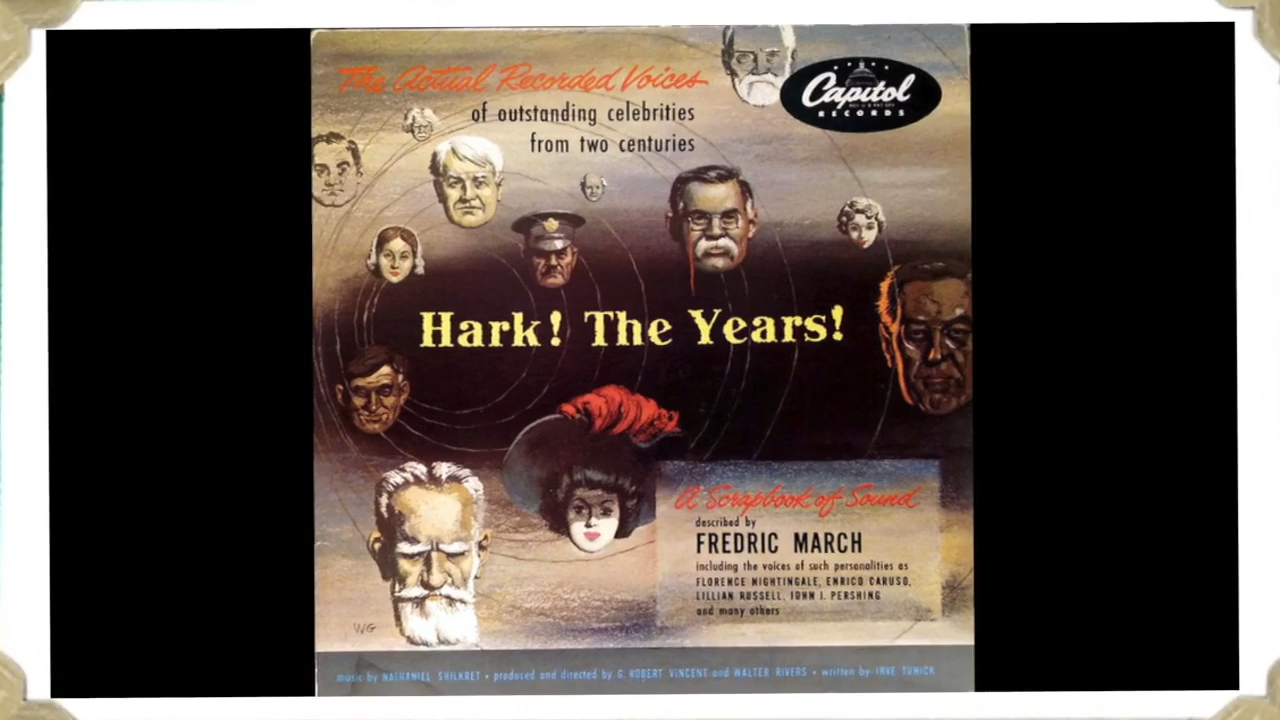 The Actual Recorded Voices
of outstanding celebrities
from two centuries
Capitol
RECORDS
Hark! The Years!
A Scrapbook of Sound
described by
FREDRIC MARCH
including the voices of such personalities as
FLORENCE NIGHTINGALE, ENRICO CARUSO,
LILLIAN RUSSELL, JOHN J. PERSHING
and many others
WG
music by NATHANIEL SHILKRET • produced and directed by G. ROBERT VINCENT and WALTER RIVERS • written by IRVE TUNICK